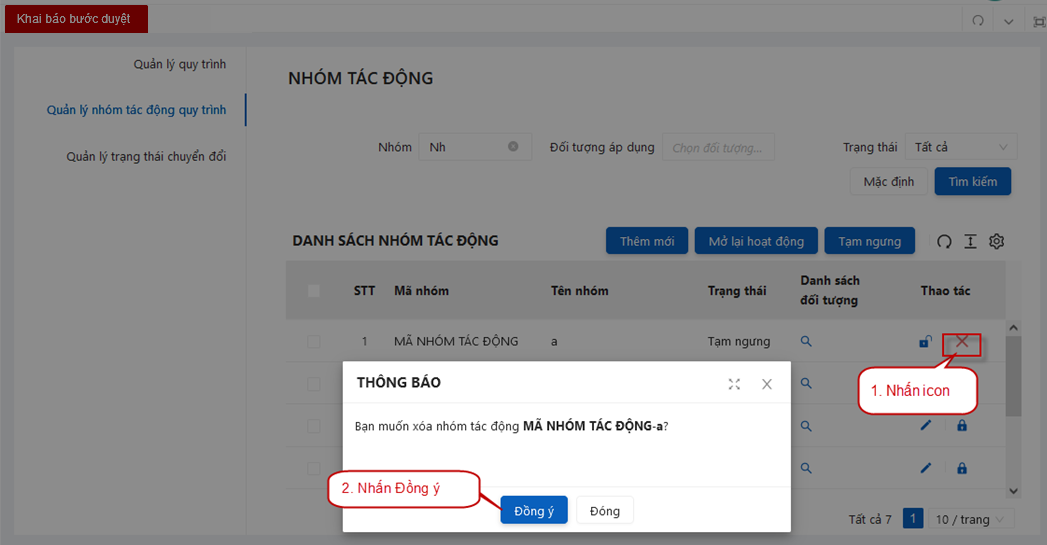 Khai báo bước duyệt
Quản lý quy trình
Quản lý nhóm tác động quy trình
Quản lý trạng thái chuyển đổi
NHÓM TÁC ĐỘNG
Nhóm Nh Đối tượng áp dụng Chọn đối tượng... Trạng thái Tất cả
Mặc định Tìm kiếm
DANH SÁCH NHÓM TÁC ĐỘNG Thêm mới Mở lại hoạt động Tạm ngưng
STT Mã nhóm Tên nhóm Trạng thái Danh sách đối tượng Thao tác
1 MÃ NHÓM TÁC ĐỘNG a Tạm ngưng
1. Nhấn icon
THÔNG BÁO
Bạn muốn xóa nhóm tác động MÃ NHÓM TÁC ĐỘNG-a?
2. Nhấn Đồng ý
Đồng ý Đóng
Tất cả 7 1 10 / trang